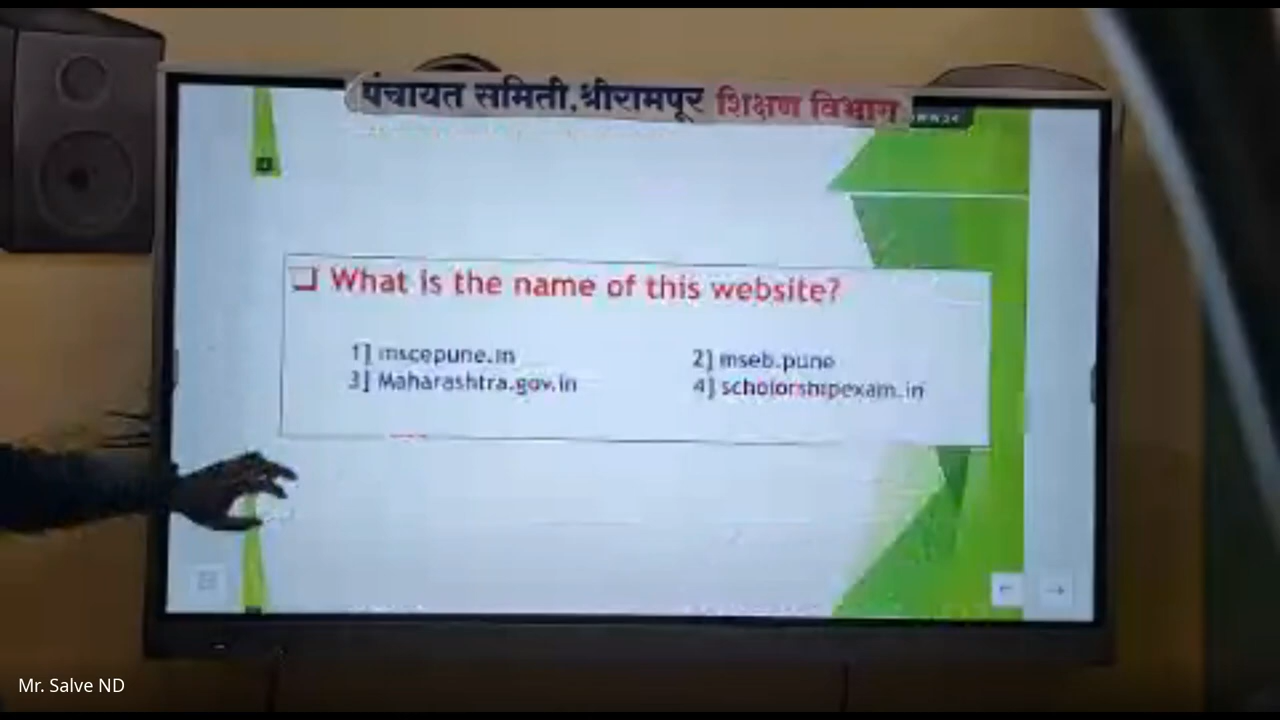 पंचायत समिती.श्रीरामपूर शिक्षण विभाग
❑ What is the name of this website?
1] mscepune.in 2] mseb.pune
3] Maharashtra.gov.in 4] scholorshipexam.in
Mr. Salve ND